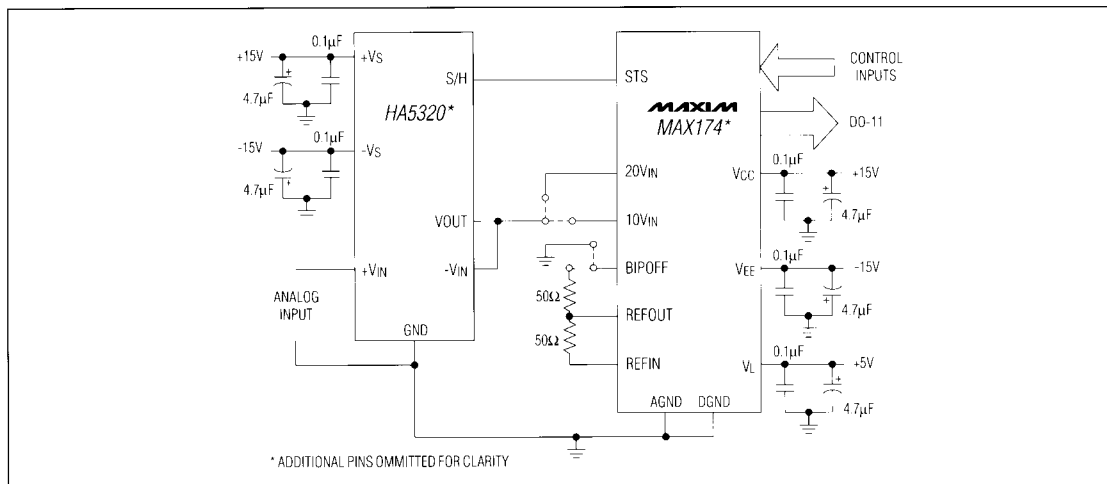 0.1µF
+15V
+VS
4.7µF
S/H
HA5320*
0.1µF
-15V
-VS
4.7µF
VOUT
+VIN
-VIN
ANALOG
INPUT
GND
STS
MAXIM
MAX174*
20VIN
10VIN
BIPOFF
50Ω
REFOUT
50Ω
REFIN
AGND
DGND
CONTROL
INPUTS
DO-11
0.1µF
VCC
+15V
4.7µF
0.1µF
VEE
-15V
4.7µF
0.1µF
VL
+5V
4.7µF
* ADDITIONAL PINS OMMITTED FOR CLARITY